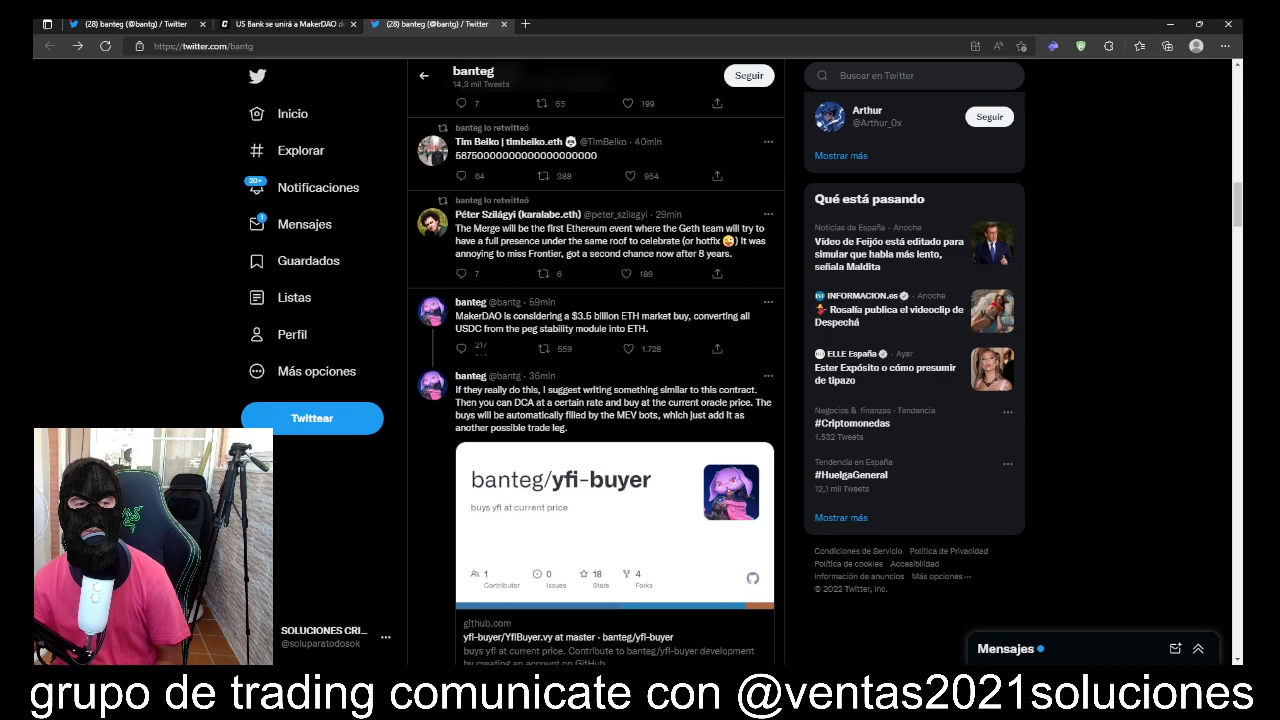 (28) banteg (@bantg) / Twitter
US Bank se unirá a MakerDAO de
(28) banteg (@bantg) / Twitter
https://twitter.com/bantg
banteg
14,3 mil Tweets
Seguir
7 65 199
Inicio
Explorar
20+
Notificaciones
1
Mensajes
Guardados
Listas
Perfil
Más opciones
Twittear
SOLUCIONES CRI...
@soluparatodosok
banteg lo retwitteó
Tim Beiko | timbeiko.eth @TimBeiko · 40min
58750000000000000000000
64 388 954
banteg lo retwitteó
Péter Szilágyi (karalabe.eth) @peter_szilagyi · 29min
The Merge will be the first Ethereum event where the Geth team will try to
have a full presence under the same roof to celebrate (or hotfix 😜) It was
annoying to miss Frontier, got a second chance now after 8 years.
7 6 189
banteg @bantg · 59min
MakerDAO is considering a $3.5 billion ETH market buy, converting all
USDC from the peg stability module into ETH.
217 559 1.728
banteg @bantg · 36min
If they really do this, I suggest writing something similar to this contract.
Then you can DCA at a certain rate and buy at the current oracle price. The
buys will be automatically filled by the MEV bots, which just add it as
another possible trade leg.
banteg/yfi-buyer
buys yfi at current price
1 0 18 4
Contributor Issues Stars Forks
github.com
yfi-buyer/YfiBuyer.vy at master · banteg/yfi-buyer
buys yfi at current price. Contribute to banteg/yfi-buyer development
by creating an account on GitHub.
Buscar en Twitter
Arthur
@Arthur_0x
Seguir
Mostrar más
Qué está pasando
Noticias de España · Anoche
Vídeo de Feijóo está editado para
simular que habla más lento,
señala Maldita
INFORMACION.es · Anoche
💃 Rosalía publica el videoclip de
Despechá
ELLE España · Ayer
Ester Expósito o cómo presumir
de tipazo
Negocios & finanzas · Tendencia
#Criptomonedas
1.532 Tweets
Tendencia en España
#HuelgaGeneral
12,1 mil Tweets
Mostrar más
Condiciones de Servicio Política de Privacidad
Política de cookies Accesibilidad
Información de anuncios Más opciones ···
© 2022 Twitter, Inc.
Mensajes
grupo de trading comunicate con @ventas2021soluciones